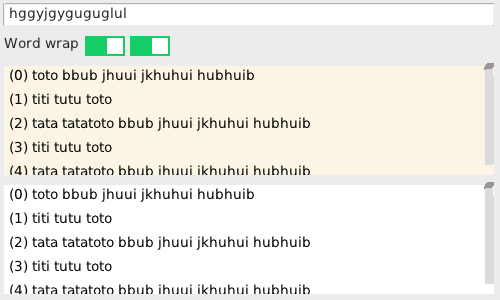 hggyjgyguguglul
Word wrap
(0) toto bbub jhuui jkhuhui hubhuib
(1) titi tutu toto
(2) tata tatatoto bbub jhuui jkhuhui hubhuib
(3) titi tutu toto
(4) tata tatatoto bbub jhuui jkhuhui hubhuib
(0) toto bbub jhuui jkhuhui hubhuib
(1) titi tutu toto
(2) tata tatatoto bbub jhuui jkhuhui hubhuib
(3) titi tutu toto
(4) tata tatatoto bbub jhuui jkhuhui hubhuib